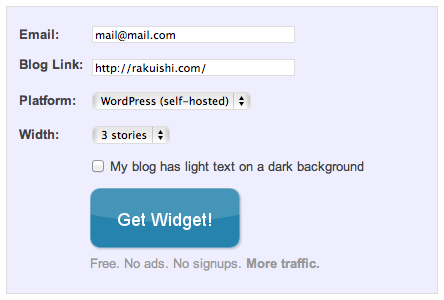 Email: mail@mail.com
Blog Link: http://rakuishi.com/
Platform: WordPress (self-hosted)
Width: 3 stories
My blog has light text on a dark background
Get Widget!
Free. No ads. No signups. More traffic.